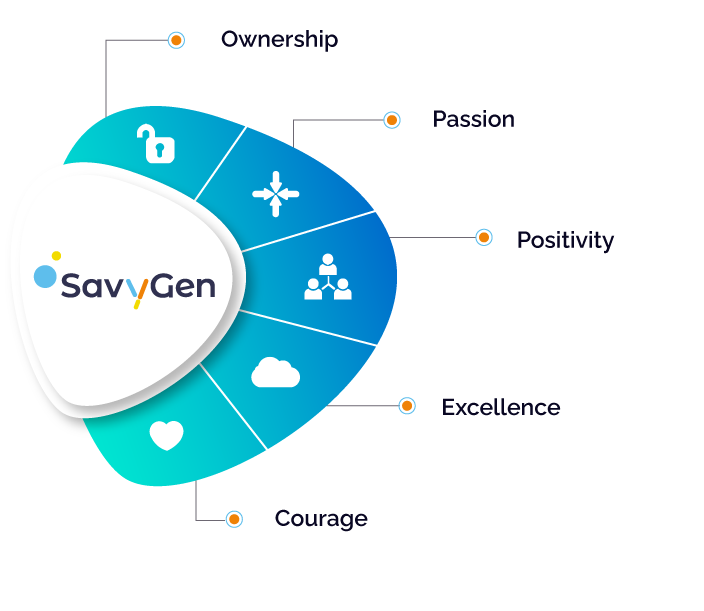 Ownership
Passion
Positivity
SavyGen
Excellence
Courage